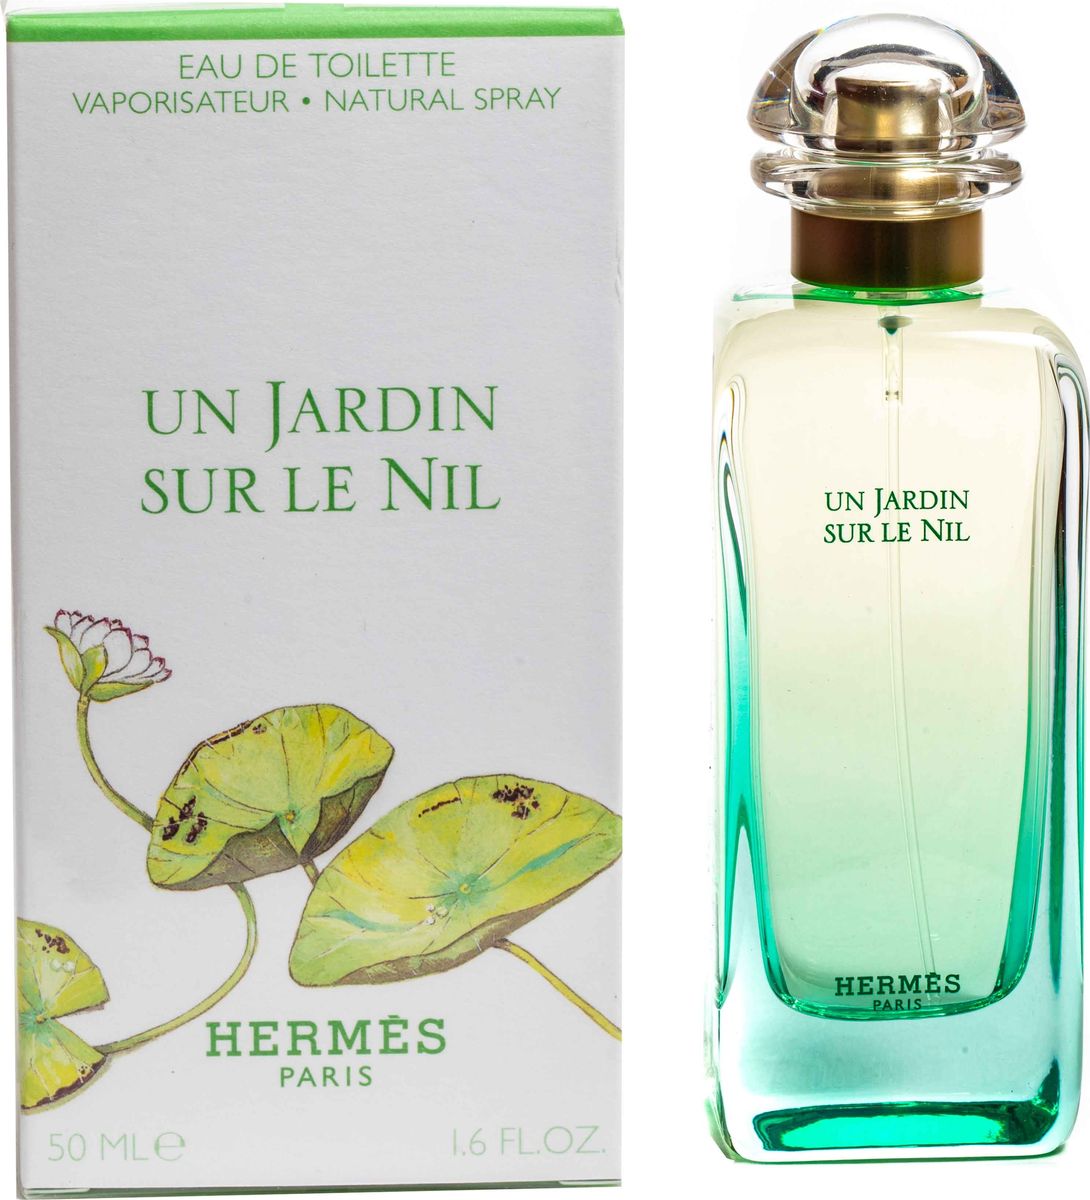 EAU DE TOILETTE
VAPORISATEUR • NATURAL SPRAY
UN JARDIN
SUR LE NIL
HERMÈS
PARIS
50 ML e
1.6 FL.OZ.
UN JARDIN
SUR LE NIL
HERMÈS
PARIS